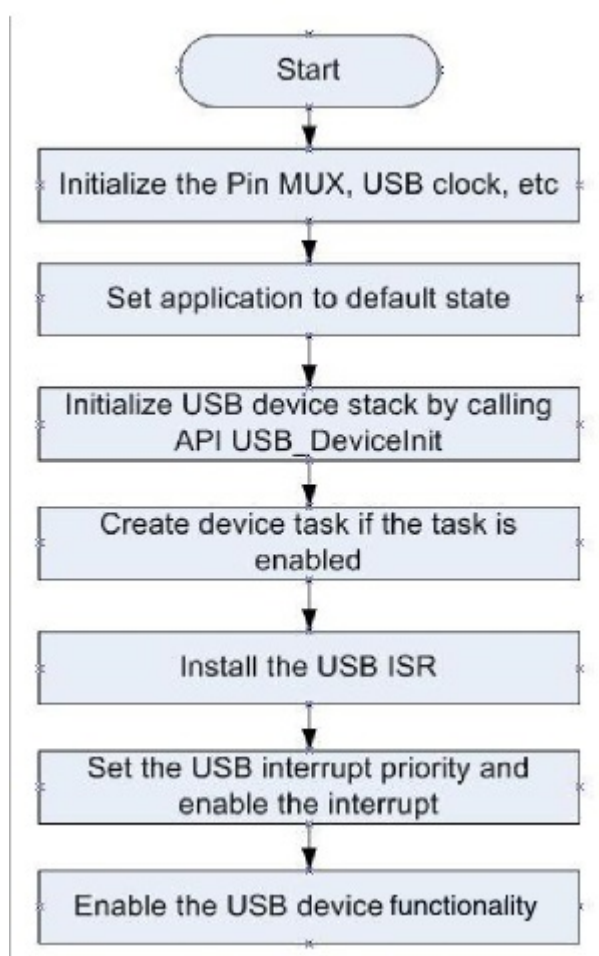 Start
Initialize the Pin MUX, USB clock, etc
Set application to default state
Initialize USB device stack by calling
API USB_DeviceInit
Create device task if the task is
enabled
Install the USB ISR
Set the USB interrupt priority and
enable the interrupt
Enable the USB device functionality